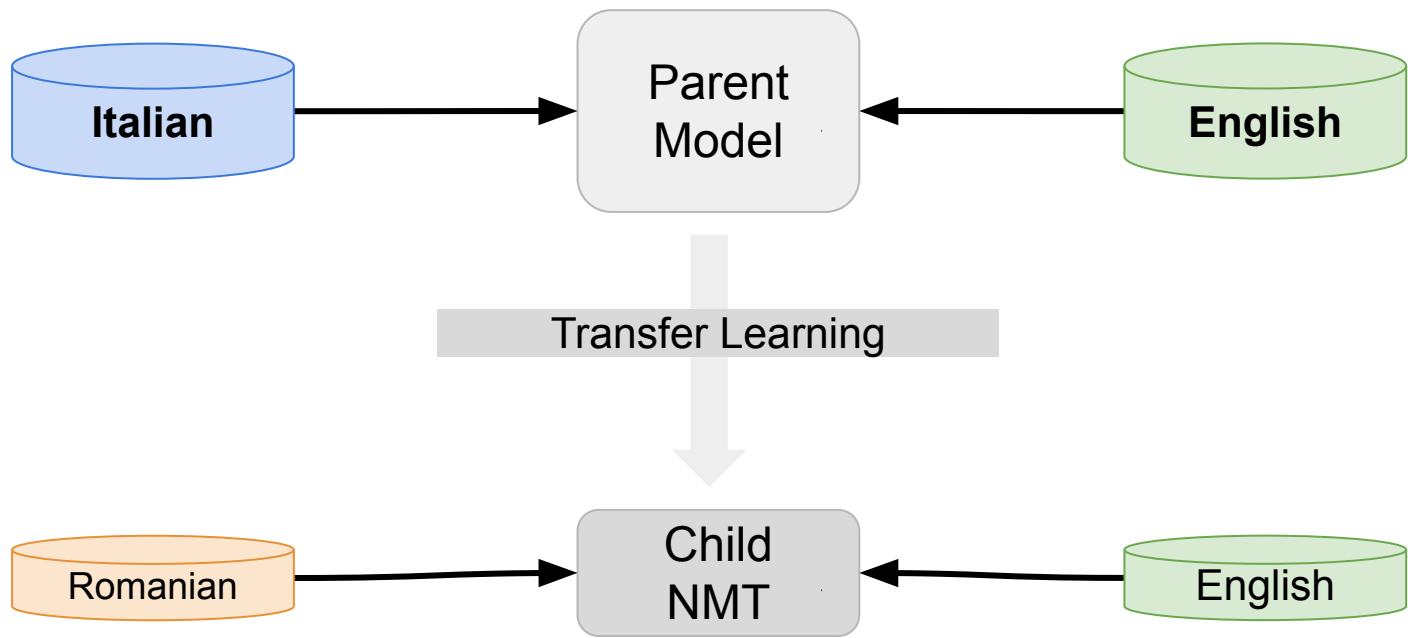 Italian
Parent
Model
English
Transfer Learning
Romanian
Child
NMT
English